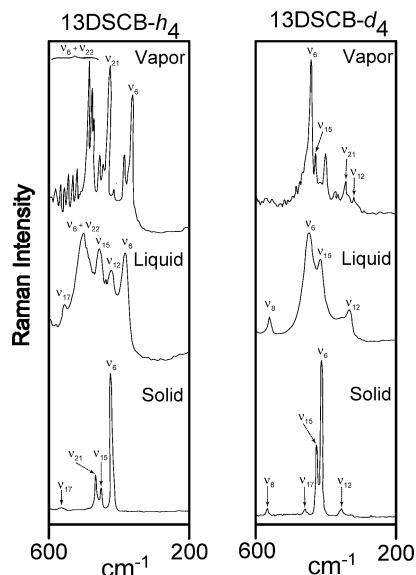 13DSCB-h4 13DSCB-d4
ν6 + ν22 Vapor
ν21
ν6
ν6 Vapor
ν15
ν21
ν12
Raman Intensity
ν6 + ν22
ν15
ν6
ν12
Liquid
ν17
ν6
Liquid
ν15
ν8
ν12
ν6
Solid
ν21
ν15
ν17
ν6
Solid
ν15
ν8
ν17
ν12
600 200 600 200
cm-1 cm-1